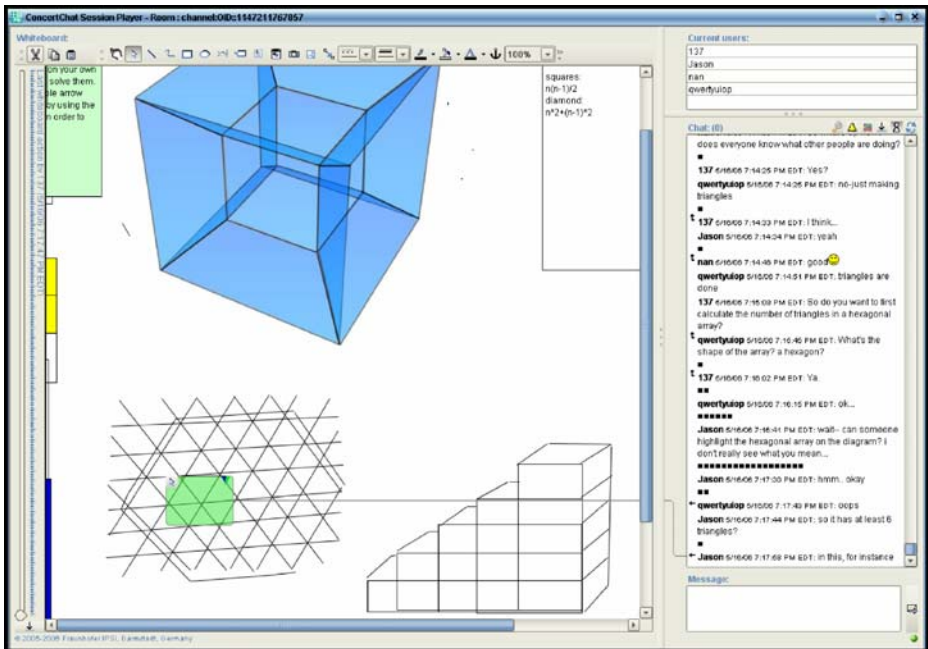 ConcertChat Session Player - Room : channel:OID::1147211767857
Whiteboard:
100%
on your own
solve them.
ple arrow
by using the
n order to
squares:
n(n-1)/2
diamond:
n^2+(n-1)^2
Current users:
137
Jason
nan
qwertyuiop
Chat: (0)
does everyone know what other people are doing?
137 5/16/06 7:14:25 PM EDT: Yes?
qwertyuiop 5/16/06 7:14:25 PM EDT: no-just making
triangles
137 5/16/06 7:14:33 PM EDT: I think...
Jason 5/16/06 7:14:34 PM EDT: yeah
nan 5/16/06 7:14:46 PM EDT: good
qwertyuiop 5/16/06 7:14:51 PM EDT: triangles are
done
137 5/16/06 7:15:08 PM EDT: So do you want to first
calculate the number of triangles in a hexagonal
array?
qwertyuiop 5/16/06 7:15:45 PM EDT: What's the
shape of the array? a hexagon?
137 5/16/06 7:16:02 PM EDT: Ya.
qwertyuiop 5/16/06 7:16:15 PM EDT: ok...
Jason 5/16/06 7:16:41 PM EDT: wait-- can someone
highlight the hexagonal array on the diagram? i
don't really see what you mean...
Jason 5/16/06 7:17:30 PM EDT: hmm.. okay
qwertyuiop 5/16/06 7:17:43 PM EDT: oops
Jason 5/16/06 7:17:44 PM EDT: so it has at least 6
triangles?
Jason 5/16/06 7:17:58 PM EDT: in this, for instance
Message:
Germany